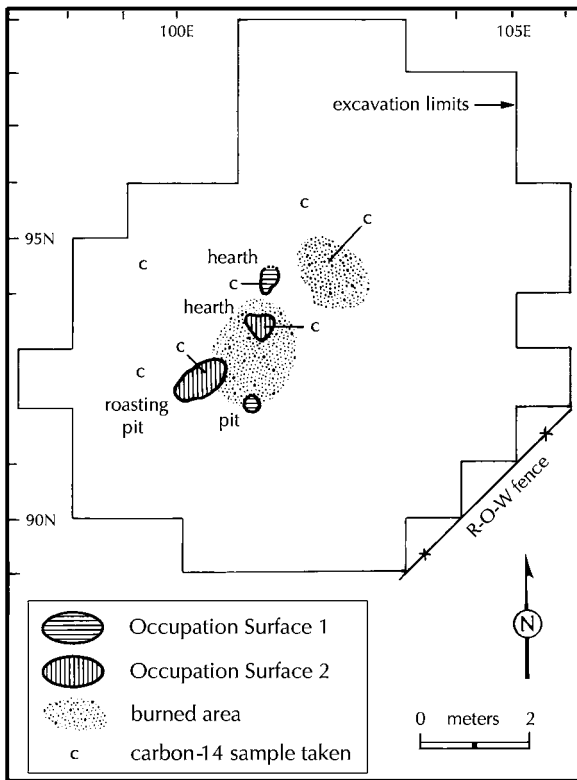 100E
105E
excavation limits
c
c
95N
c
hearth
c
hearth
c
c
c
roasting
pit
pit
R-O-W fence
90N
N
Occupation Surface 1
Occupation Surface 2
burned area
c carbon-14 sample taken
0 meters 2